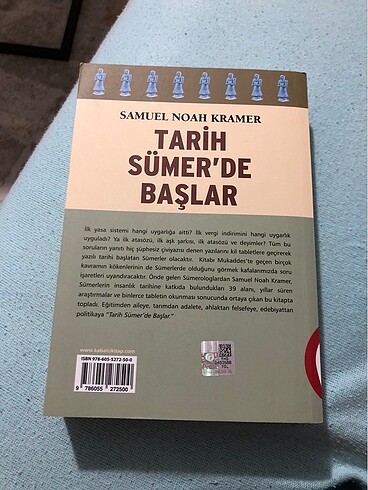 SAMUEL NOAH KRAMER
TARİH
SÜMER'DE
BAŞLAR
İlk yasa sistemi hangi uygarlığa aitti? İlk vergi indirimini hangi uygarlık
uyguladı? Ya ilk atasözü, ilk aşk şarkısı, ilk atasözü ve deyimler? Tüm bu
soruların yanıtı hiç şüphesiz çiviyazısı denen yazılarını kil tabletlere geçirerek
yazılı tarihi başlatan Sümerler olacaktır. Kitabı Mukaddes'te geçen birçok
kavramın kökenlerinin de Sümerlerde olduğunu görmek kafalarımızda soru
işaretleri uyandıracaktır. Önde gelen Sümerologlardan Samuel Noah Kramer,
Sümerlerin insanlık tarihine katkıda bulundukları 39 alanı, yıllar süren
araştırmalar ve binlerce tabletin okunması sonucunda ortaya çıkan bu kitapta
topladı. Eğitimden aileye, tarımdan adalete, ahlaktan felsefeye, edebiyattan
politikaya "Tarih Sümer'de Başlar."
www.kabalcikitap.com
ISBN 978-605-5272-50-0
9 786055 272500